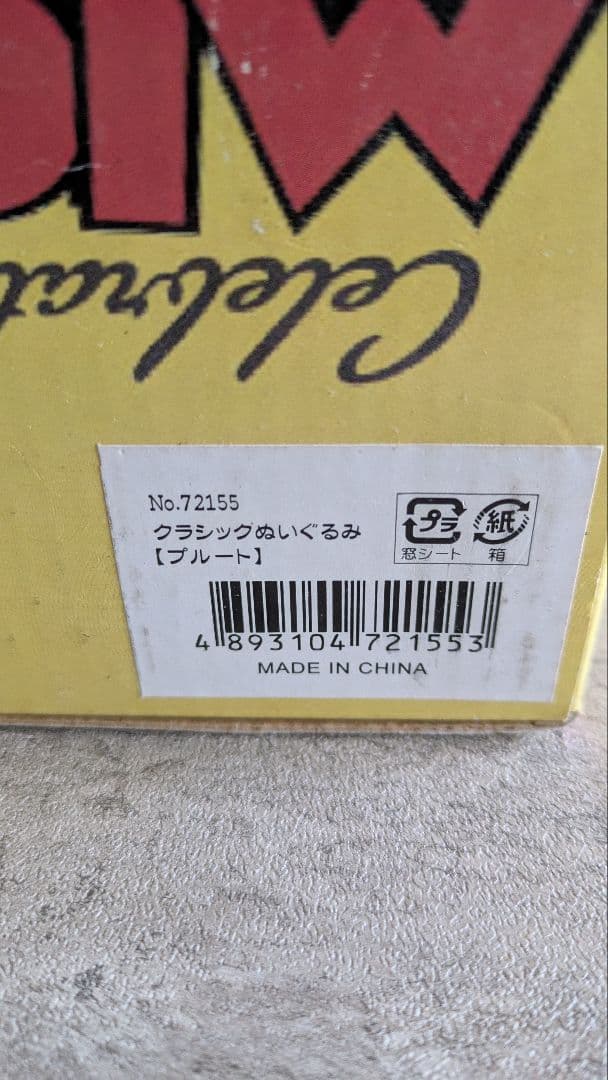 Celebrat
No.72155
クラシックぬいぐるみ
【プルート】
プラ
紙
窓シート
箱
4 893104 721553
MADE IN CHINA